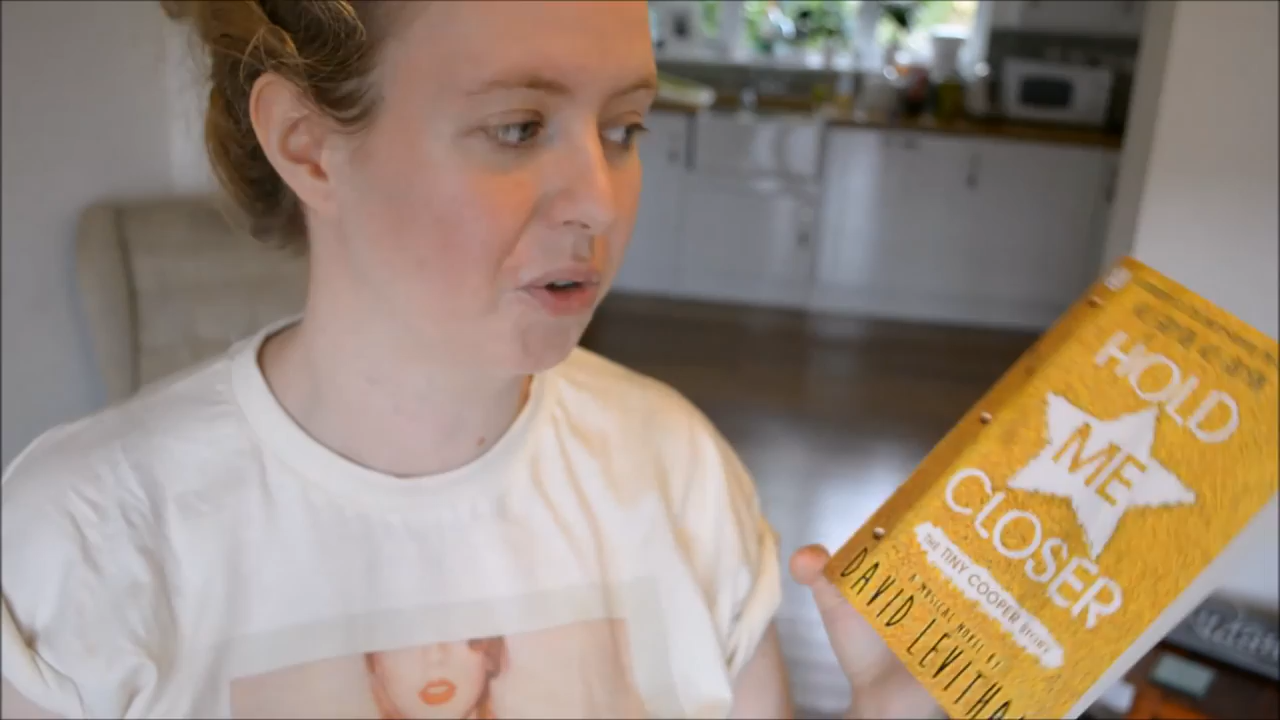 HOLD
ME
CLOSER
THE TINY COOPER STORY
A MUSICAL NOVEL BY
DAVID LEVITHA